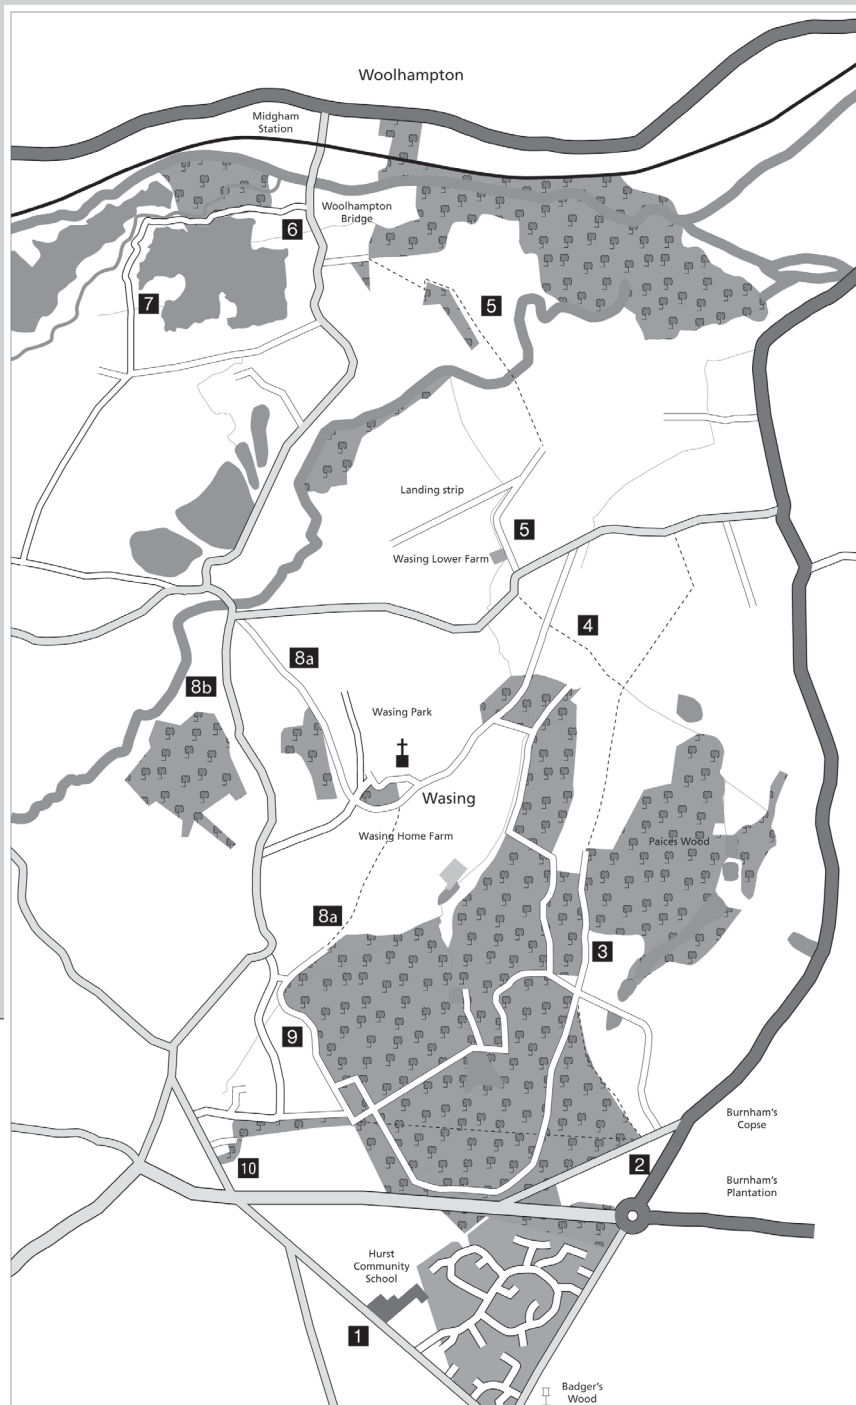 Woolhampton
Midgham
Station
Woolhampton
Bridge
6
7
5
Landing strip
5
Wasing Lower Farm
4
8a
8b
Wasing Park
Wasing
Wasing Home Farm
Paices Wood
8a
3
9
Burnham's
Copse
2
10
Burnham's
Plantation
Hurst
Community
School
1
Badger's
Wood